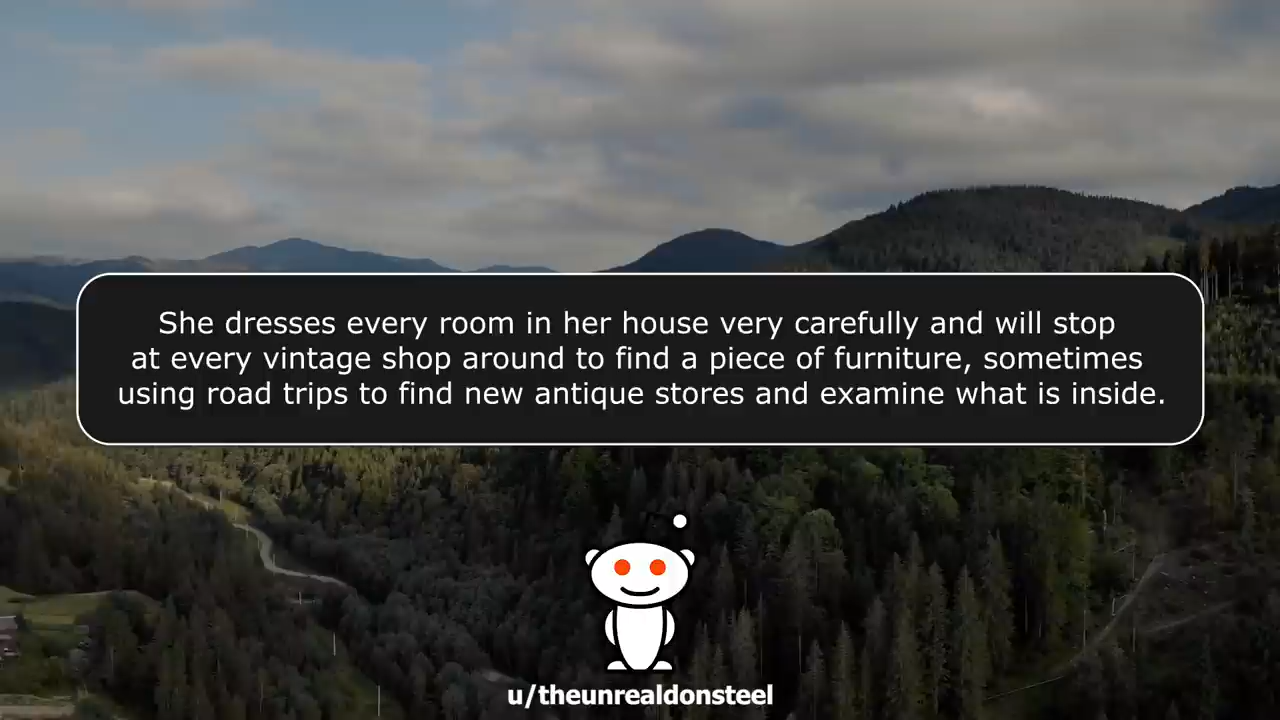 She dresses every room in her house very carefully and will stop
at every vintage shop around to find a piece of furniture, sometimes
using road trips to find new antique stores and examine what is inside.
u/theunrealdonsteel